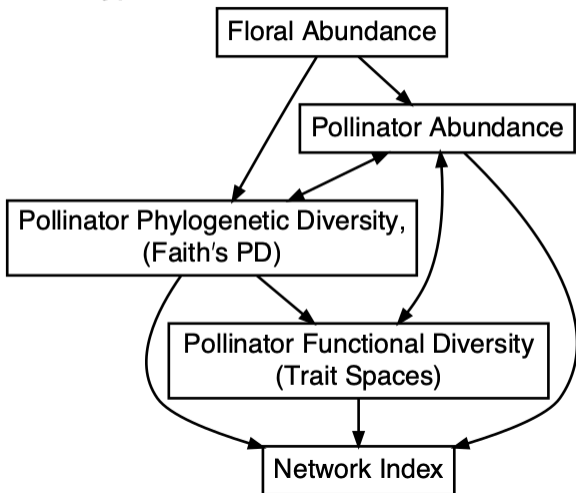 Floral Abundance
Pollinator Abundance
Pollinator Phylogenetic Diversity,
(Faith's PD)
Pollinator Functional Diversity
(Trait Spaces)
Network Index